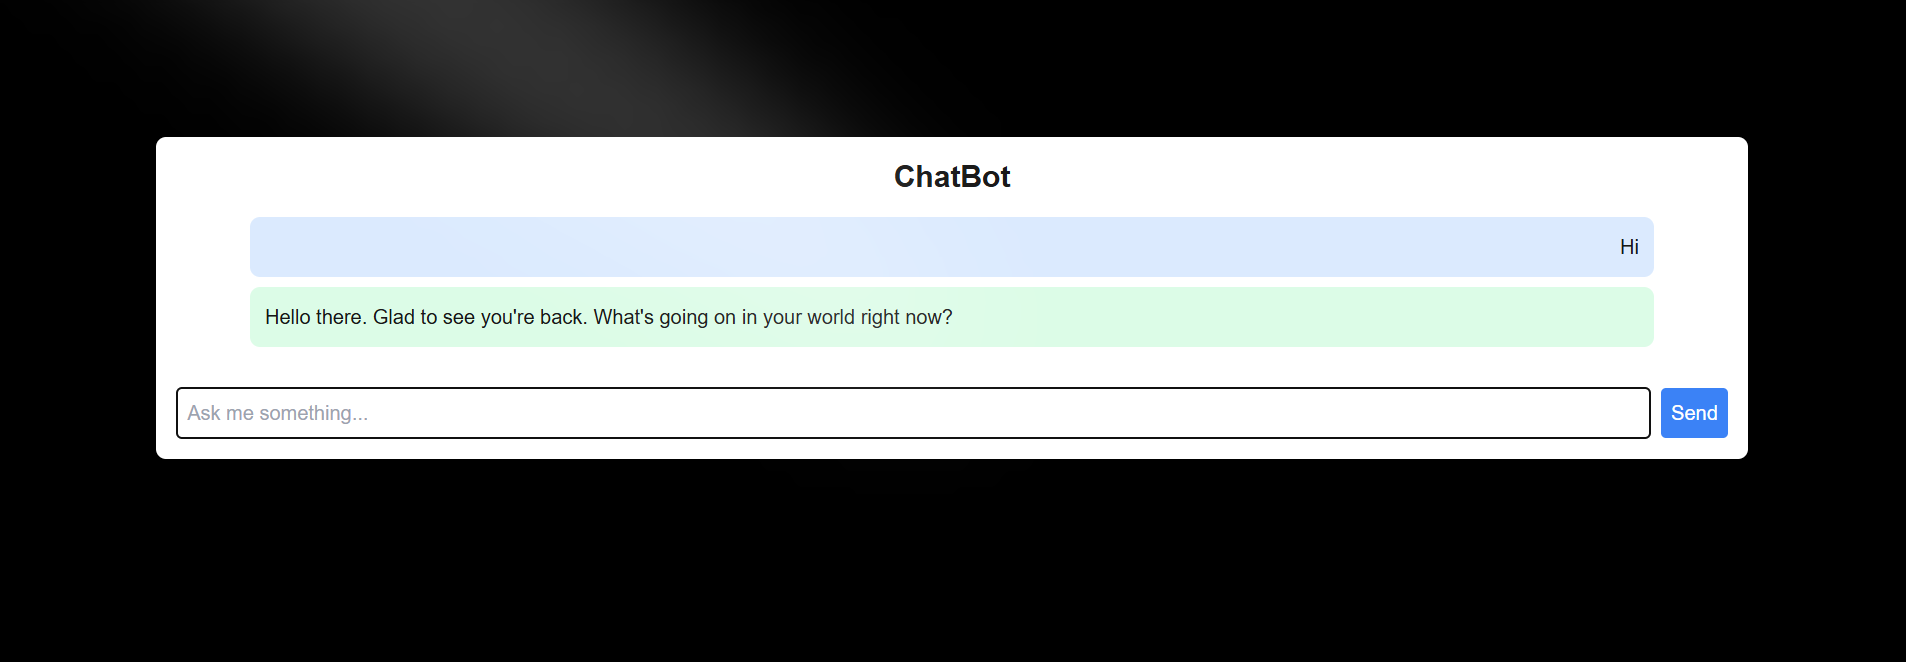 ChatBot
Hi
Hello there. Glad to see you're back. What's going on in your world right now?
Ask me something...
Send